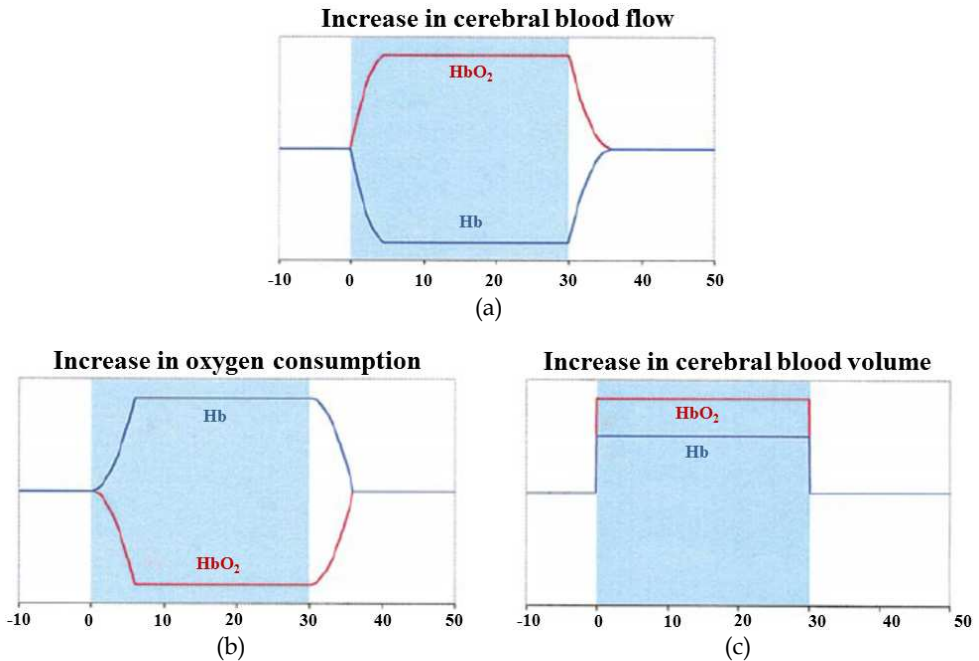 Increase in cerebral blood flow
HbO₂
Hb
-10 0 10 20 30 40 50
(a)
Increase in oxygen consumption
Hb
HbO₂
-10 0 10 20 30 40 50
(b)
Increase in cerebral blood volume
HbO₂
Hb
-10 0 10 20 30 40 50
(c)